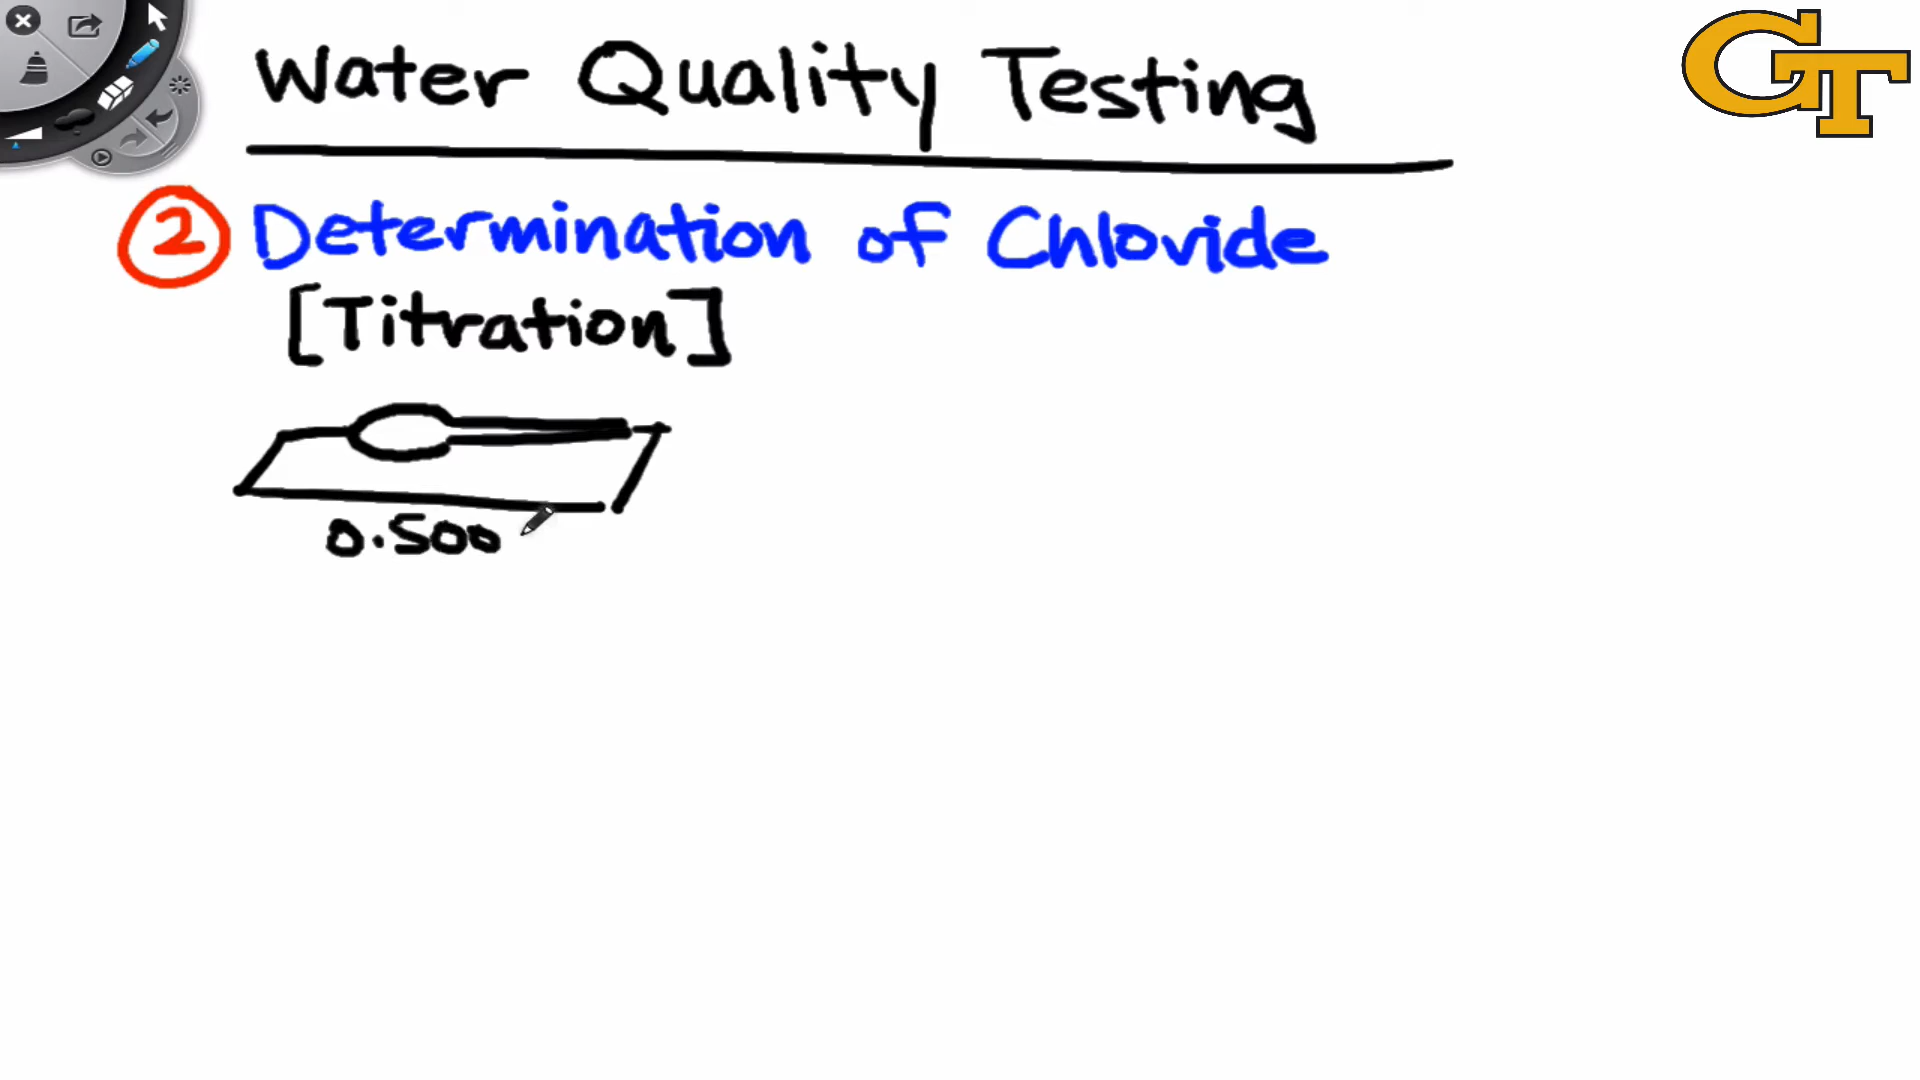 GT
Water Quality Testing
2 Determination of Chloride
[Titration]
0.500